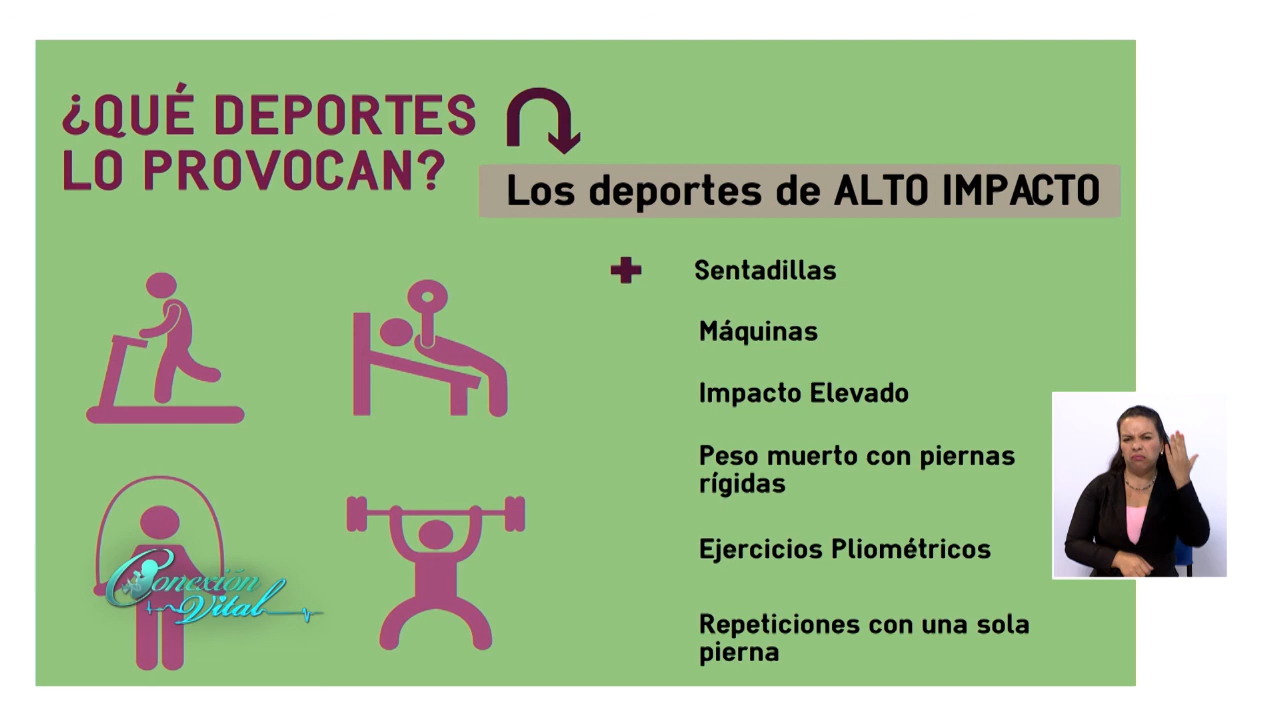 ¿QUÉ DEPORTES
LO PROVOCAN?
Los deportes de ALTO IMPACTO
Sentadillas
Máquinas
Impacto Elevado
Peso muerto con piernas
rígidas
Ejercicios Pliométricos
Repeticiones con una sola
pierna
Conexión
Vital